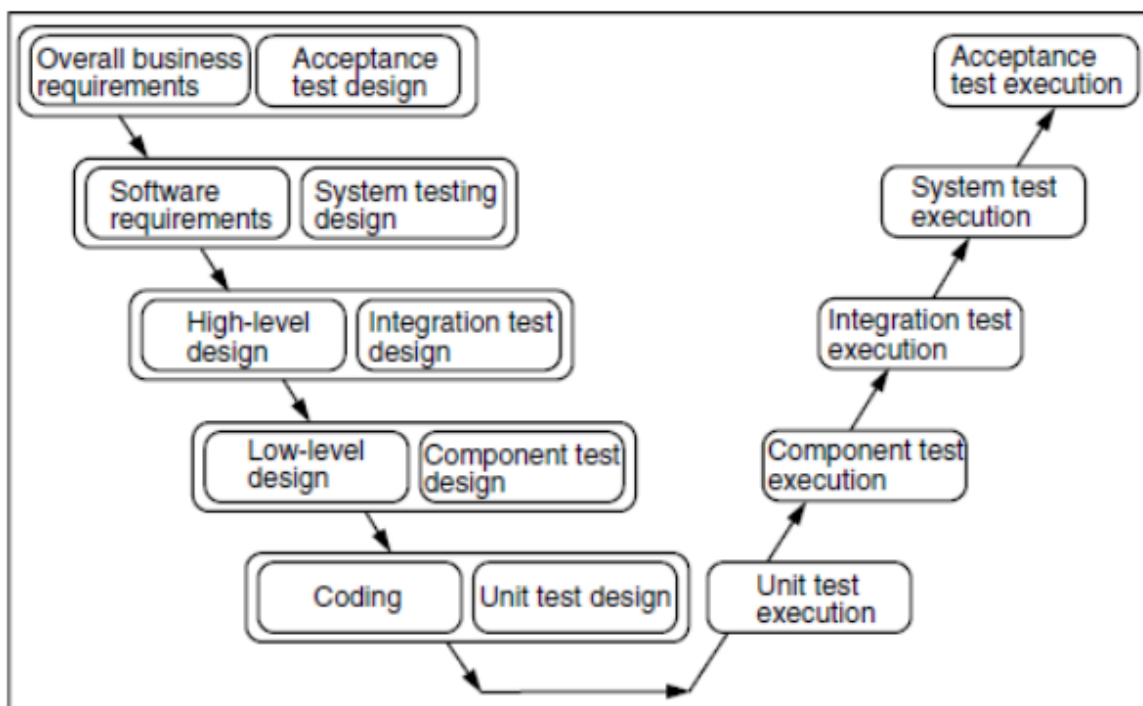 Overall business
requirements
Acceptance
test design
Acceptance
test execution
Software
requirements
System testing
design
System test
execution
High-level
design
Integration test
design
Integration test
execution
Low-level
design
Component test
design
Component test
execution
Coding
Unit test design
Unit test
execution